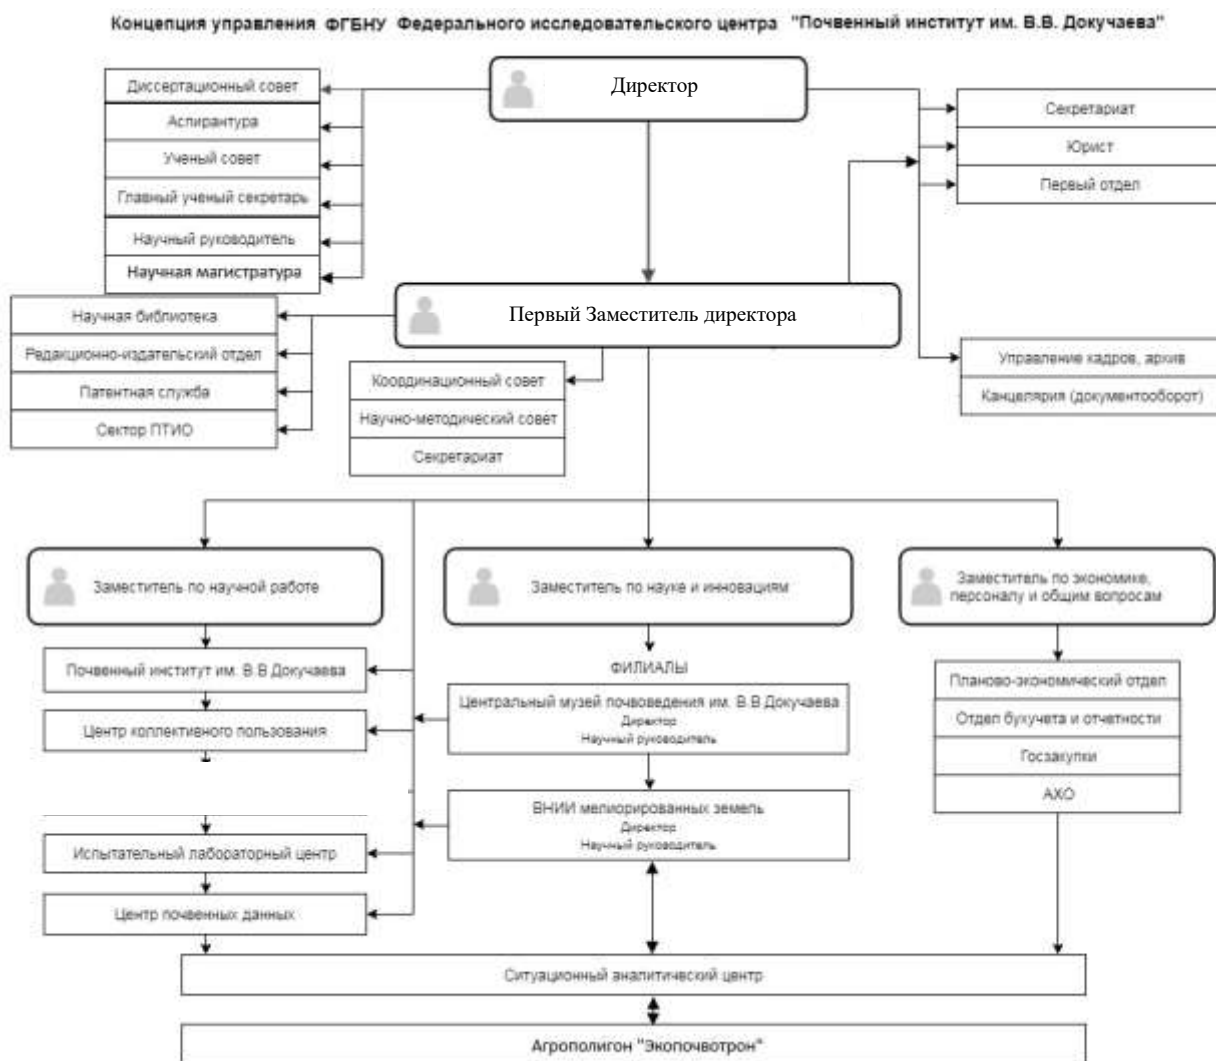 Концепция управления ФГБНУ Федерального исследовательского центра "Почвенный институт им. В.В. Докучаева"
Директор
Диссертационный совет
Аспирантура
Ученый совет
Главный ученый секретарь
Научный руководитель
Научная магистратура
Секретариат
Юрист
Первый отдел
Первый Заместитель директора
Научная библиотека
Редакционно-издательский отдел
Патентная служба
Сектор ПТИО
Координационный совет
Научно-методический совет
Секретариат
Управление кадров, архив
Канцелярия (документооборот)
Заместитель по научной работе
Заместитель по науке и инновациям
Заместитель по экономике,
персоналу и общим вопросам
Почвенный институт им. В.В Докучаева
Центр коллективного пользования
Испытательный лабораторный центр
Центр почвенных данных
ФИЛИАЛЫ
Центральный музей почвоведения им. В.В Докучаева
Директор
Научный руководитель
ВНИИ мелиорированных земель
Директор
Научный руководитель
Планово-экономический отдел
Отдел бухучета и отчетности
Госзакупки
АХО
Ситуационный аналитический центр
Агрополигон "Экопочвотрон"